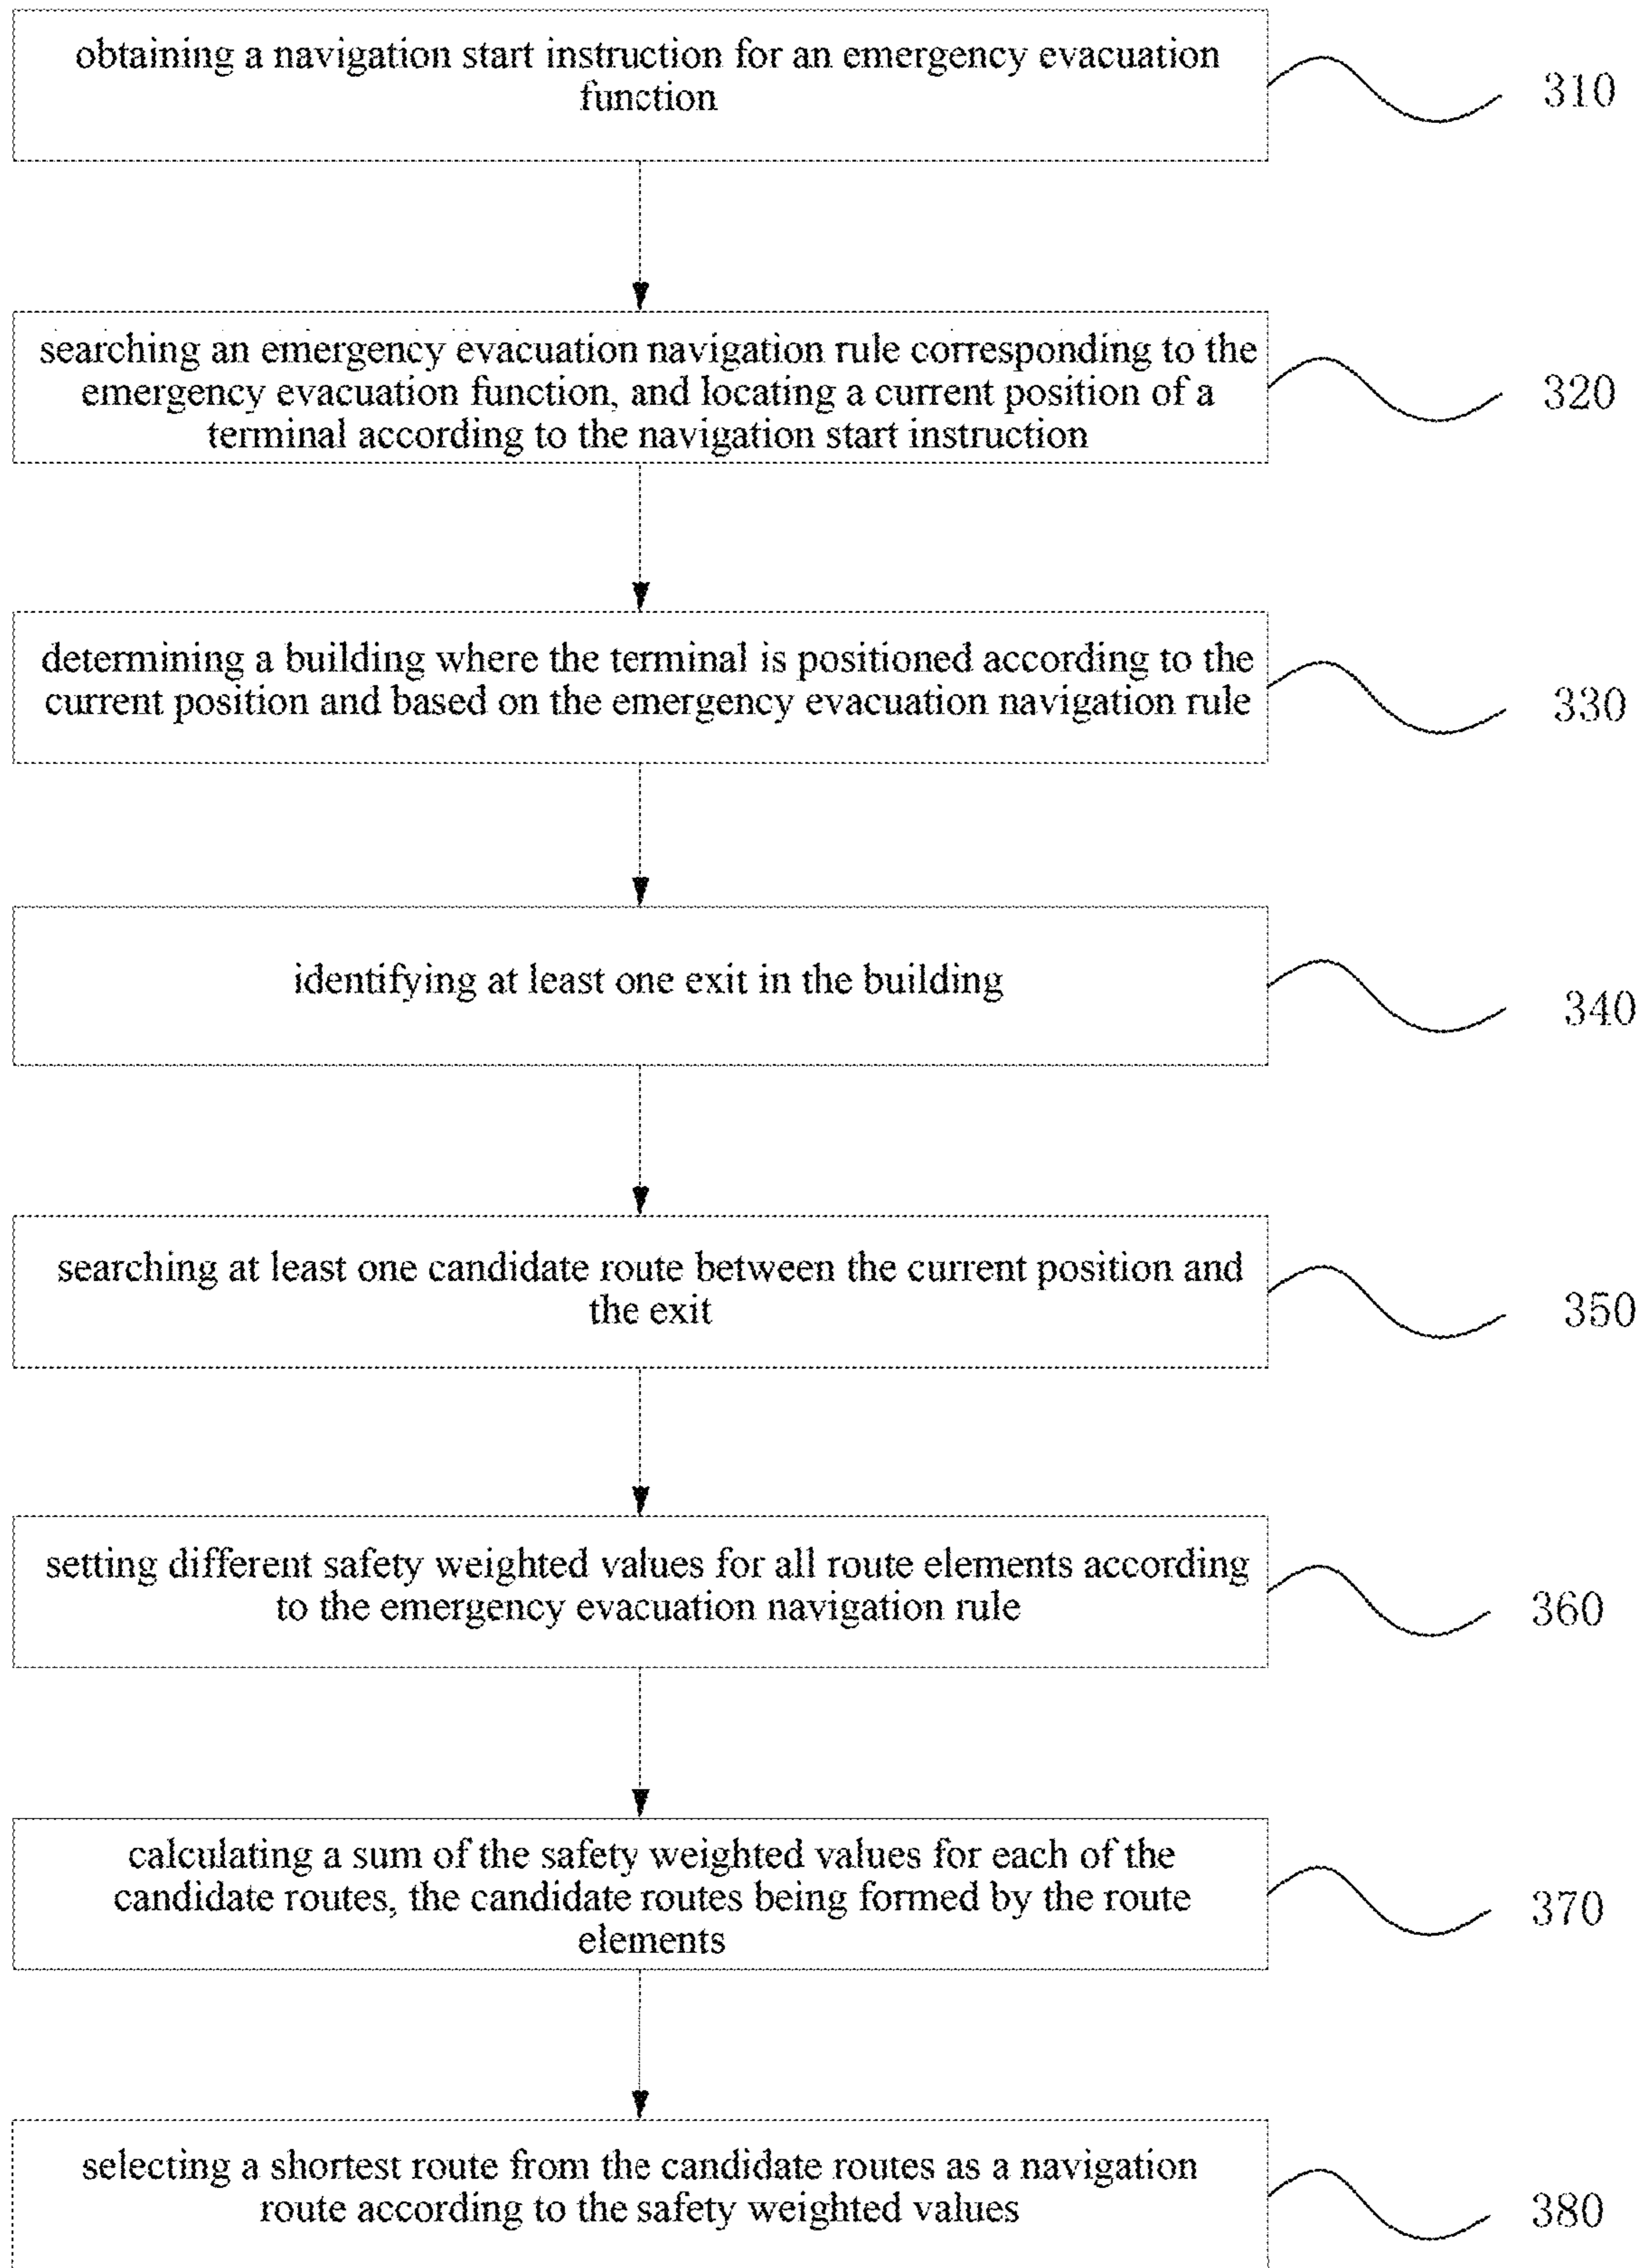 obtaining a navigation start instruction for an emergency evacuation
function
310
searching an emergency evacuation navigation rule corresponding to the
emergency evacuation function, and locating a current position of a
terminal according to the navigation start instruction
320
determining a building where the terminal is positioned according to the
current position and based on the emergency evacuation navigation rule
330
identifying at least one exit in the building
340
searching at least one candidate route between the current position and
the exit
350
setting different safety weighted values for all route elements according
to the emergency evacuation navigation rule
360
calculating a sum of the safety weighted values for each of the
candidate routes, the candidate routes being formed by the route
elements
370
selecting a shortest route from the candidate routes as a navigation
route according to the safety weighted values
380